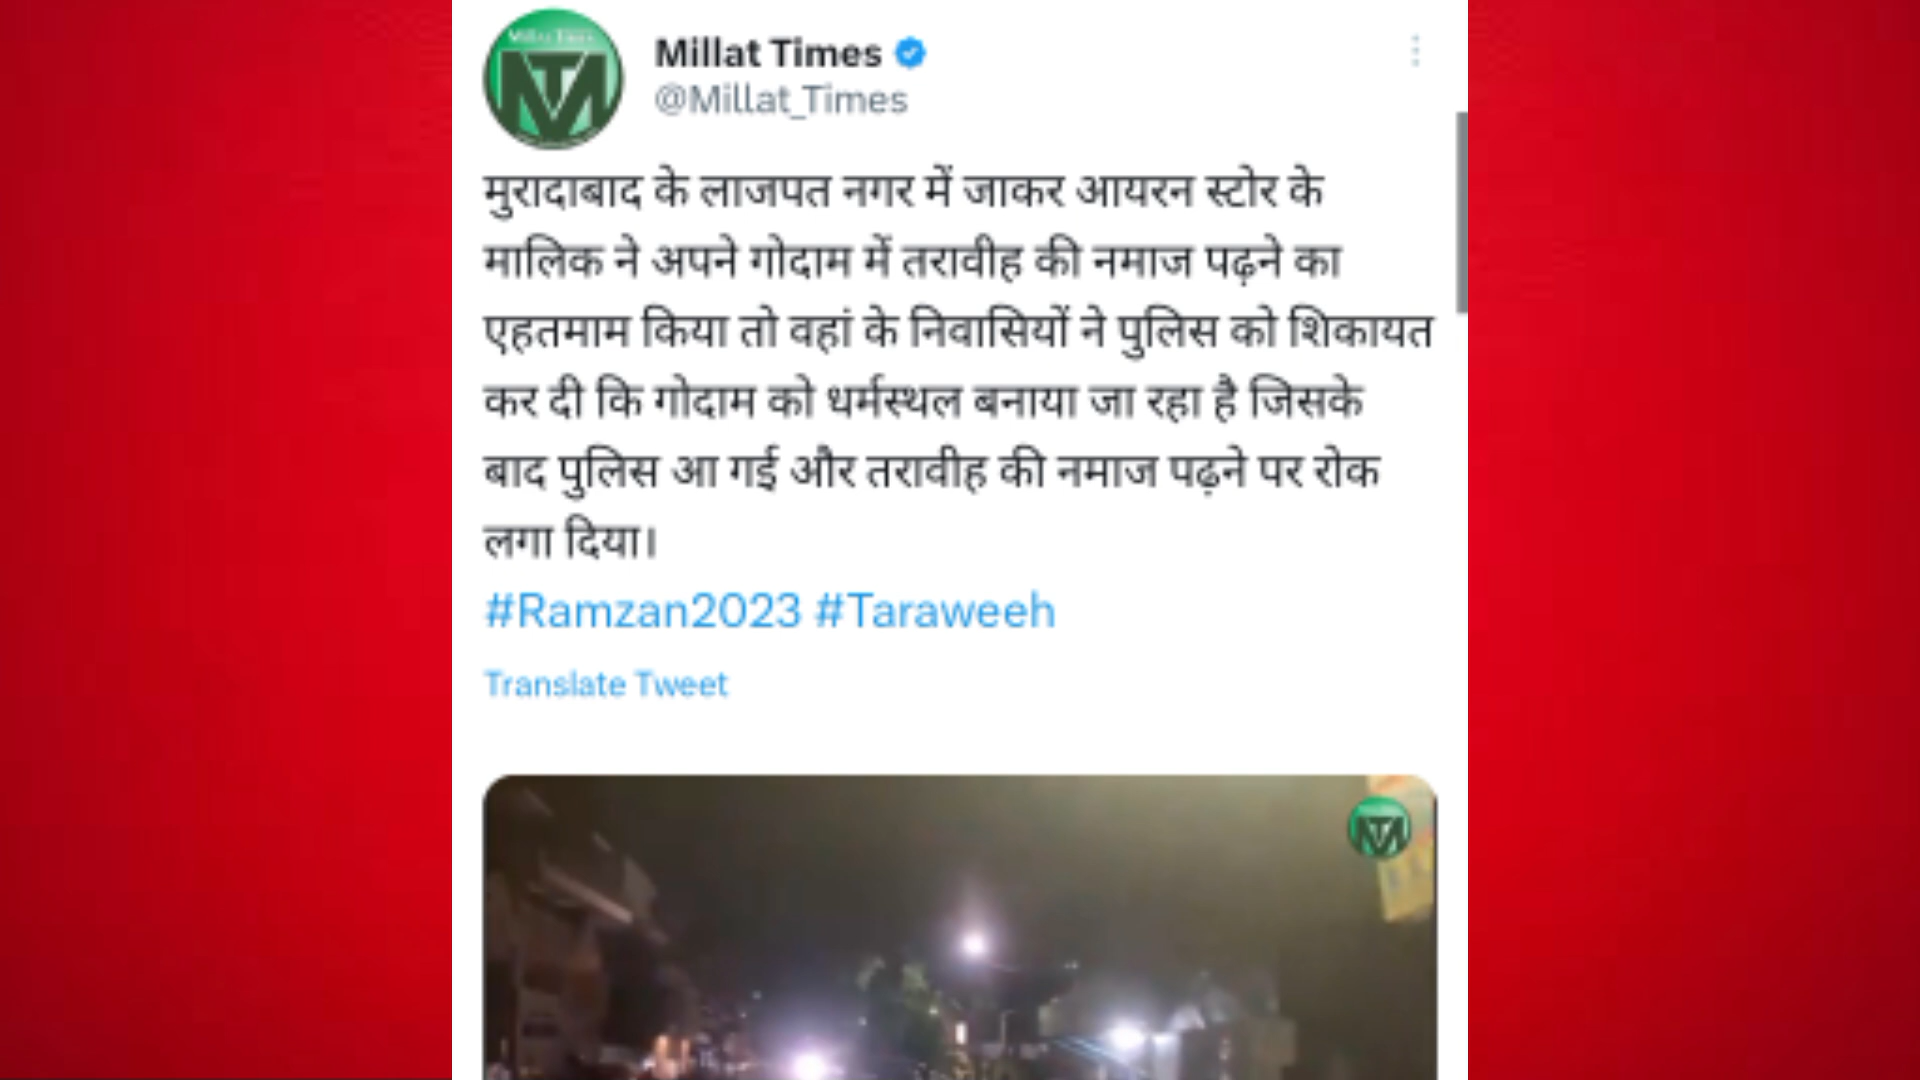 Millat Times
@Millat_Times
मुरादाबाद के लाजपत नगर में जाकर आयरन स्टोर के
मालिक ने अपने गोदाम में तरावीह की नमाज पढ़ने का
एहतमाम किया तो वहां के निवासियों ने पुलिस को शिकायत
कर दी कि गोदाम को धर्मस्थल बनाया जा रहा है जिसके
बाद पुलिस आ गई और तरावीह की नमाज पढ़ने पर रोक
लगा दिया।
#Ramzan2023 #Taraweeh
Translate Tweet